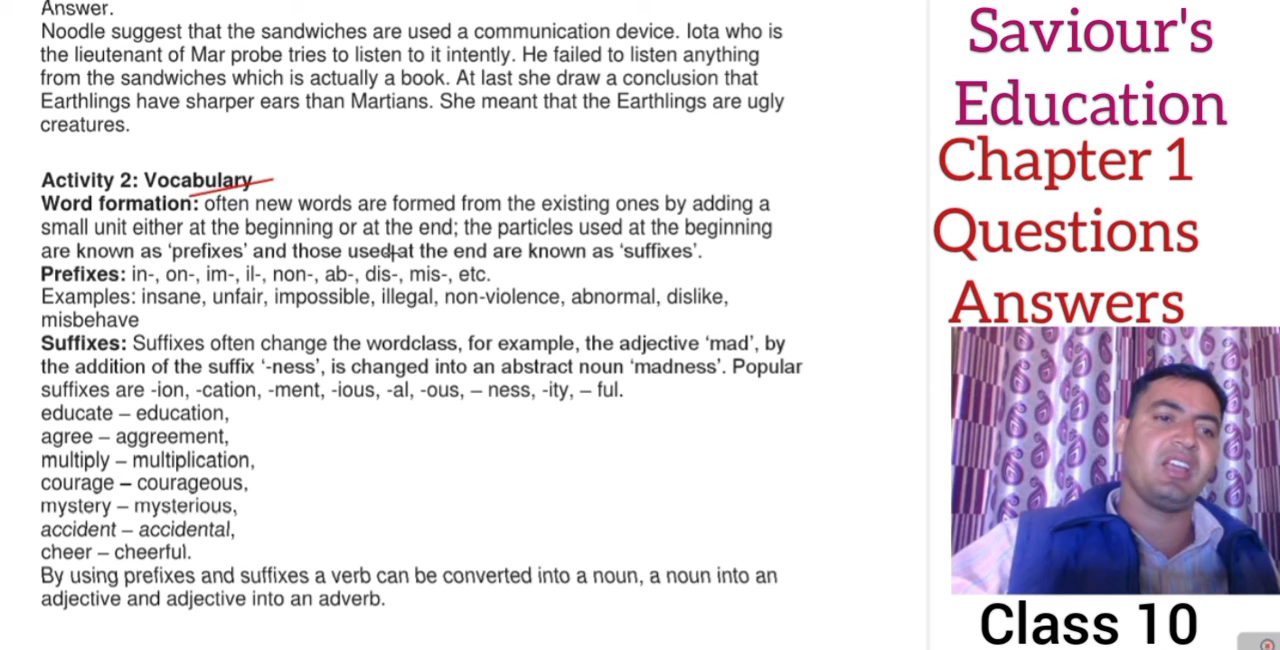 Answer.
Noodle suggest that the sandwiches are used a communication device. Iota who is
the lieutenant of Mar probe tries to listen to it intently. He failed to listen anything
from the sandwiches which is actually a book. At last she draw a conclusion that
Earthlings have sharper ears than Martians. She meant that the Earthlings are ugly
creatures.
Activity 2: Vocabulary
Word formation: often new words are formed from the existing ones by adding a
small unit either at the beginning or at the end; the particles used at the beginning
are known as ‘prefixes’ and those used at the end are known as ‘suffixes’.
Prefixes: in-, on-, im-, il-, non-, ab-, dis-, mis-, etc.
Examples: insane, unfair, impossible, illegal, non-violence, abnormal, dislike,
misbehave
Suffixes: Suffixes often change the wordclass, for example, the adjective ‘mad’, by
the addition of the suffix ‘-ness’, is changed into an abstract noun ‘madness’. Popular
suffixes are -ion, -cation, -ment, -ious, -al, -ous, – ness, -ity, – ful.
educate – education,
agree – aggreement,
multiply – multiplication,
courage – courageous,
mystery – mysterious,
accident – accidental,
cheer – cheerful.
By using prefixes and suffixes a verb can be converted into a noun, a noun into an
adjective and adjective into an adverb.
Saviour's
Education
Chapter 1
Questions
Answers
Class 10